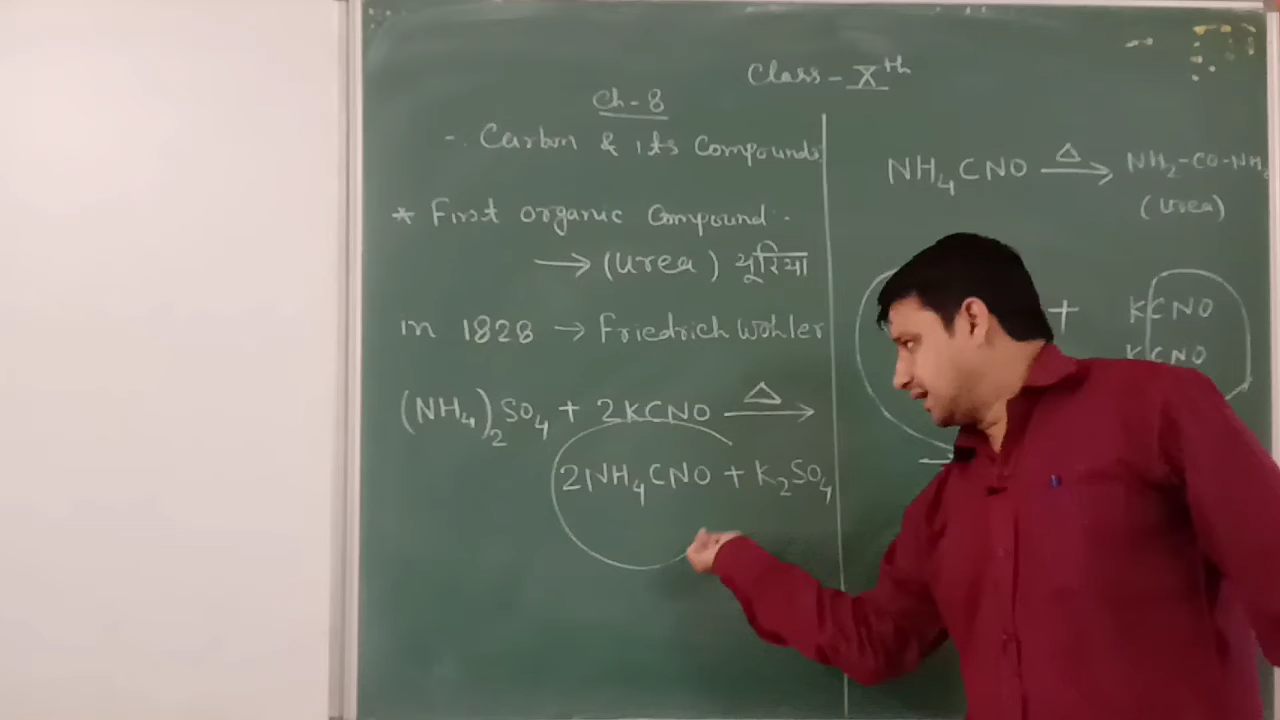 Class - Xth
Ch-8
-. Carbon & its Compounds
* First organic Compound.
→ (Urea) यूरिया
in 1828 → Friedrich Wohler
(NH₄)₂SO₄ + 2KCNO △→
2NH₄CNO + K₂SO₄
NH₄CNO △→ NH₂-CO-NH₂
(Urea)
+ KCNO
KCNO